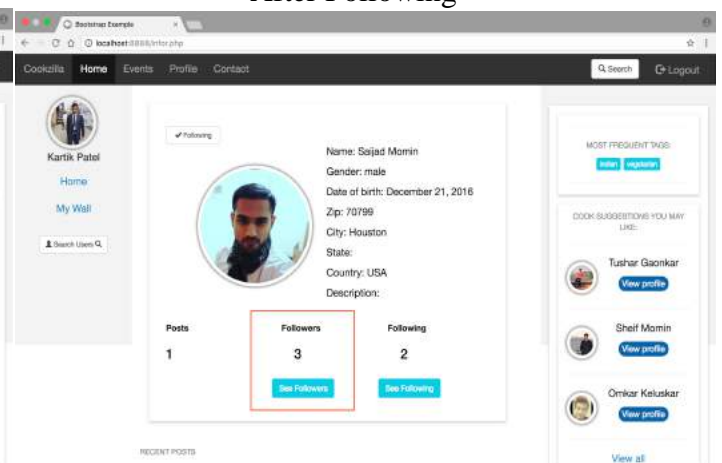 After Following
Bootstrap Example
localhost:8888/infor.php
Cookzilla Home Events Profile Contact Search Logout
Kartik Patel
Home
My Wall
Search Users
Following
Name: Saijad Momin
Gender: male
Date of birth: December 21, 2016
Zip: 70799
City: Houston
State:
Country: USA
Description:
Posts Followers Following
1 3 2
See Followers See Following
RECENT POSTS
MOST FREQUENT TAGS:
indian vegetarian
COOK SUGGESTIONS YOU MAY
LIKE:
Tushar Gaonkar
View profile
Sheif Momin
View profile
Omkar Keluskar
View profile
View all